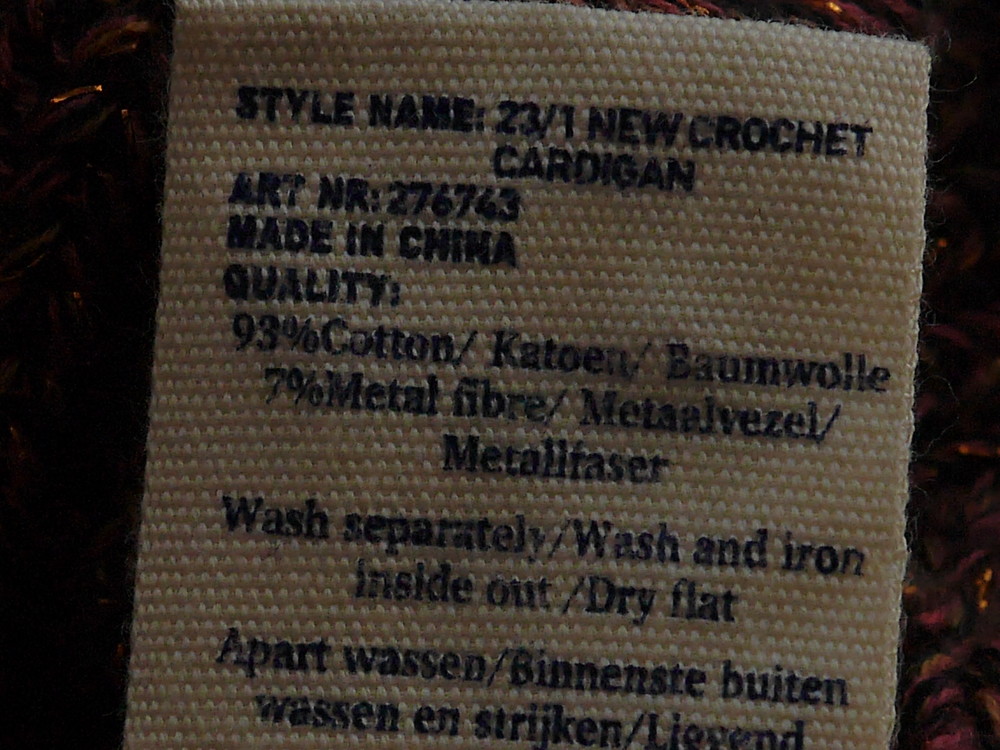 STYLE NAME: 23/1 NEW CROCHET
CARDIGAN
ART NR: 276763
MADE IN CHINA
QUALITY:
93%Cotton/ Katoen/ Baumwolle
7%Metal fibre/ Metaalvezel/
Metallfaser
Wash separately/Wash and iron
inside out /Dry flat
Apart wassen/Binnenste buiten
wassen en strijken/Liggend